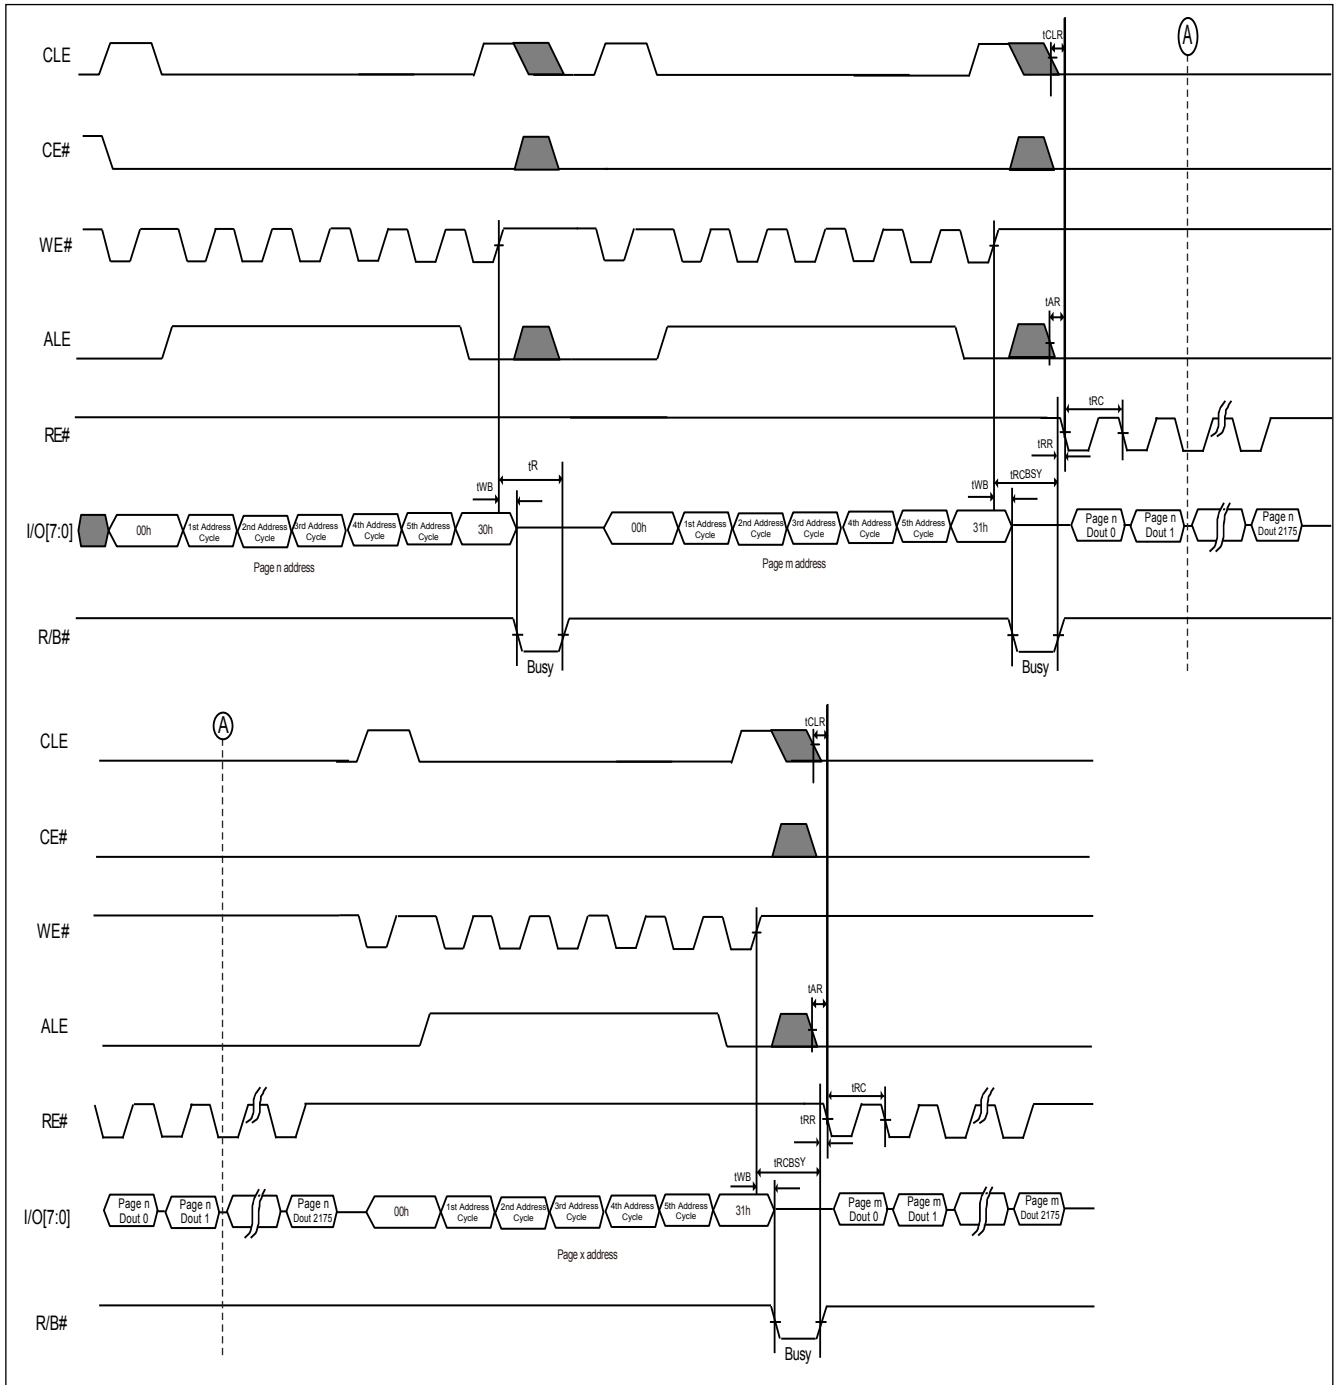 CLE
tCLR
A
CE#
WE#
ALE
tAR
RE#
tRC
tRR
tR
tWB
tRCBSY
tWB
I/O[7:0]
00h
1st Address Cycle
2nd Address Cycle
3rd Address Cycle
4th Address Cycle
5th Address Cycle
30h
00h
1st Address Cycle
2nd Address Cycle
3rd Address Cycle
4th Address Cycle
5th Address Cycle
31h
Page n Dout 0
Page n Dout 1
Page n Dout 2175
Page n address
Page m address
R/B#
Busy
Busy
A
CLE
tCLR
CE#
WE#
ALE
tAR
RE#
tRC
tRR
tRCBSY
tWB
I/O[7:0]
Page n Dout 0
Page n Dout 1
Page n Dout 2175
00h
1st Address Cycle
2nd Address Cycle
3rd Address Cycle
4th Address Cycle
5th Address Cycle
31h
Page m Dout 0
Page m Dout 1
Page m Dout 2175
Page x address
R/B#
Busy